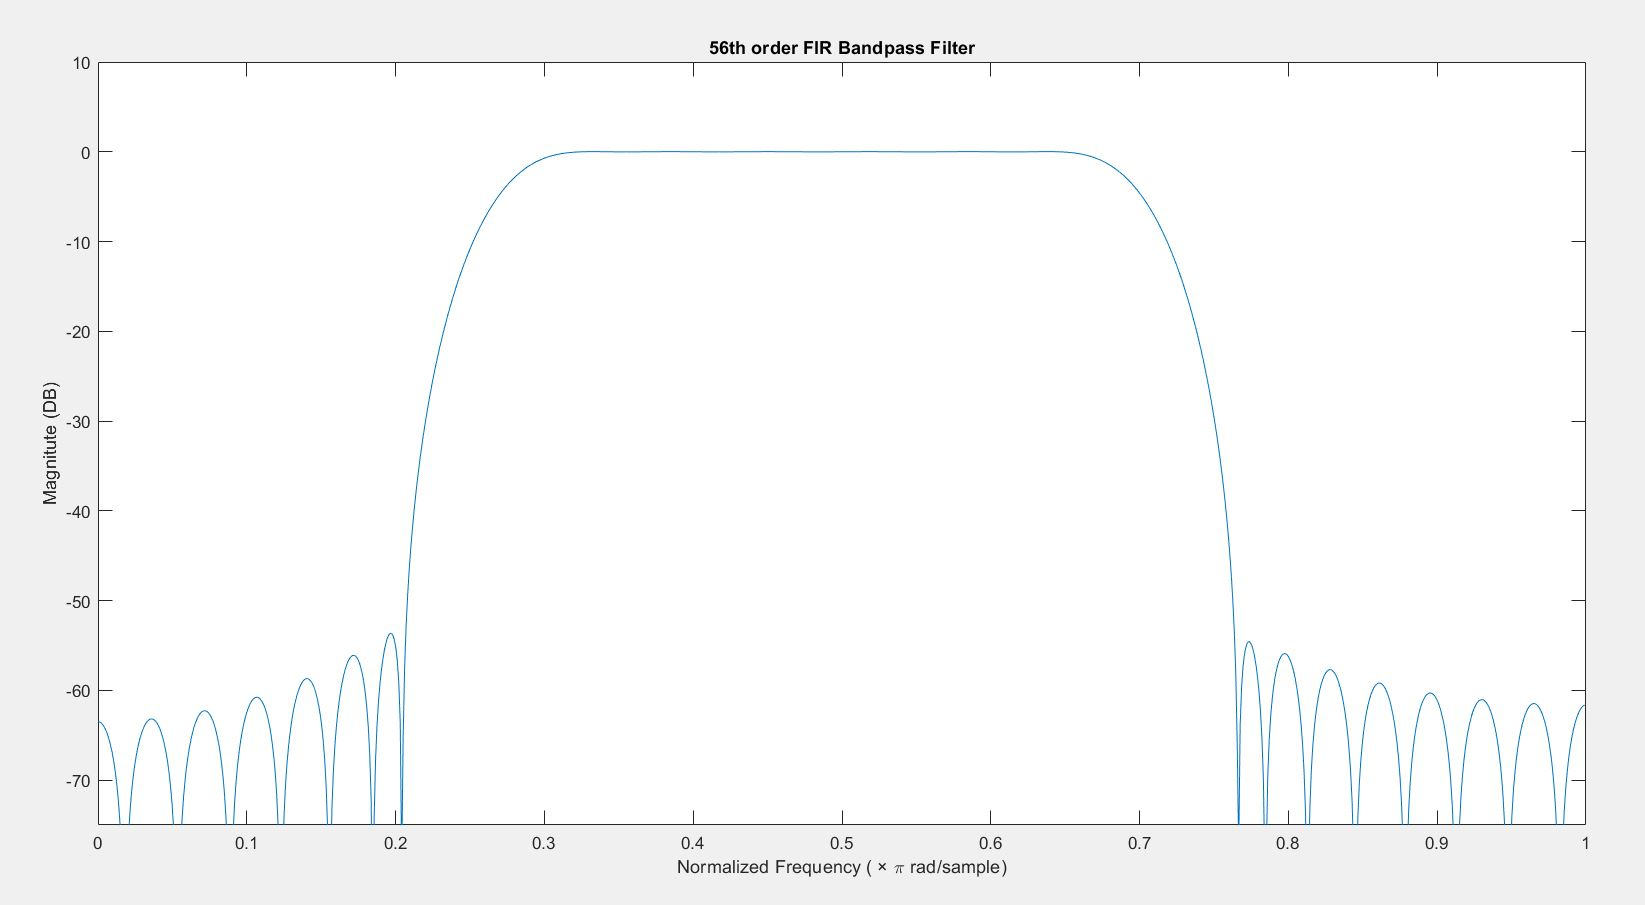 56th order FIR Bandpass Filter
10
0
-10
-20
-30
-40
-50
-60
-70
Magnitute (DB)
0 0.1 0.2 0.3 0.4 0.5 0.6 0.7 0.8 0.9 1
Normalized Frequency ( × π rad/sample)